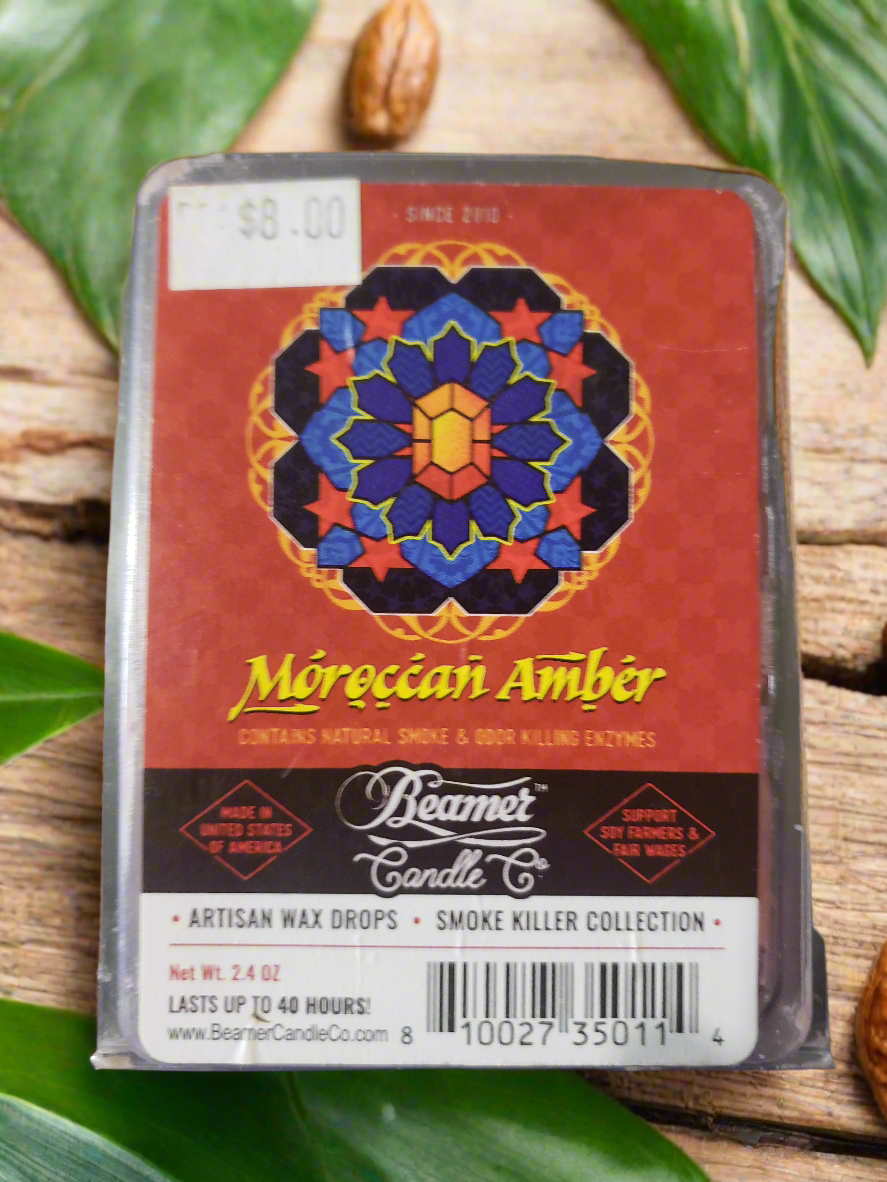 $8.00
· SINCE 2010 ·
Móroccan Amber
CONTAINS NATURAL SMOKE & ODOR KILLING ENZYMES
MADE IN
UNITED STATES
OF AMERICA
Beamer™
Candle Co
SUPPORT
SOY FARMERS &
FAIR WAGES
• ARTISAN WAX DROPS • SMOKE KILLER COLLECTION •
Net Wt. 2.4 OZ
LASTS UP TO 40 HOURS!
www.BeamerCandleCo.com
8 10027 35011 4